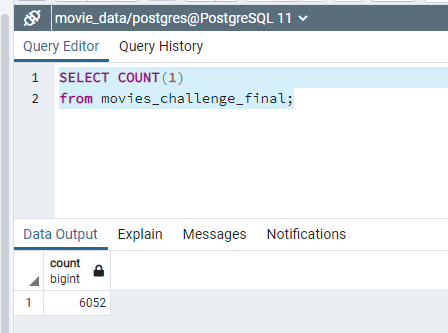 movie_data/postgres@PostgreSQL 11
Query Editor Query History
1 SELECT COUNT(1)
2 from movies_challenge_final;
Data Output Explain Messages Notifications
count
bigint
1 6052